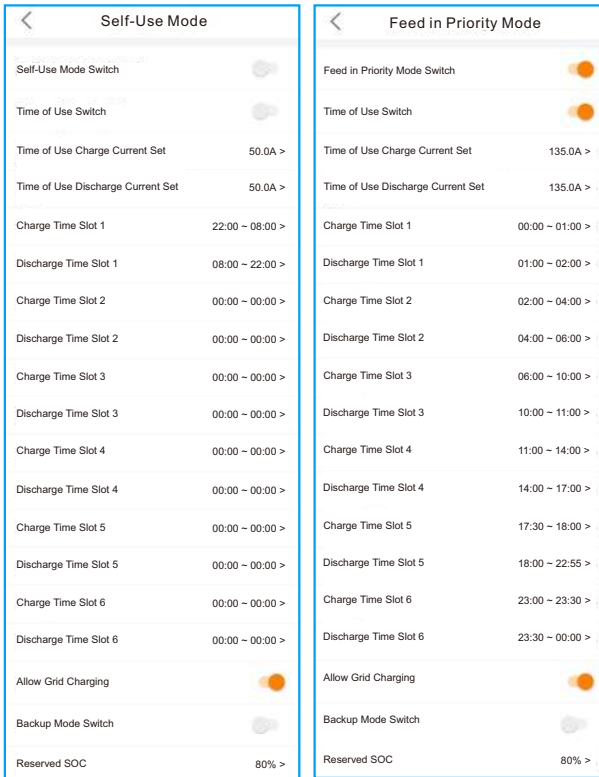 Self-Use Mode
Self-Use Mode Switch
Time of Use Switch
Time of Use Charge Current Set 50.0A >
Time of Use Discharge Current Set 50.0A >
Charge Time Slot 1 22:00 ~ 08:00 >
Discharge Time Slot 1 08:00 ~ 22:00 >
Charge Time Slot 2 00:00 ~ 00:00 >
Discharge Time Slot 2 00:00 ~ 00:00 >
Charge Time Slot 3 00:00 ~ 00:00 >
Discharge Time Slot 3 00:00 ~ 00:00 >
Charge Time Slot 4 00:00 ~ 00:00 >
Discharge Time Slot 4 00:00 ~ 00:00 >
Charge Time Slot 5 00:00 ~ 00:00 >
Discharge Time Slot 5 00:00 ~ 00:00 >
Charge Time Slot 6 00:00 ~ 00:00 >
Discharge Time Slot 6 00:00 ~ 00:00 >
Allow Grid Charging
Backup Mode Switch
Reserved SOC 80% >
Feed in Priority Mode
Feed in Priority Mode Switch
Time of Use Switch
Time of Use Charge Current Set 135.0A >
Time of Use Discharge Current Set 135.0A >
Charge Time Slot 1 00:00 ~ 01:00 >
Discharge Time Slot 1 01:00 ~ 02:00 >
Charge Time Slot 2 02:00 ~ 04:00 >
Discharge Time Slot 2 04:00 ~ 06:00 >
Charge Time Slot 3 06:00 ~ 10:00 >
Discharge Time Slot 3 10:00 ~ 11:00 >
Charge Time Slot 4 11:00 ~ 14:00 >
Discharge Time Slot 4 14:00 ~ 17:00 >
Charge Time Slot 5 17:30 ~ 18:00 >
Discharge Time Slot 5 18:00 ~ 22:55 >
Charge Time Slot 6 23:00 ~ 23:30 >
Discharge Time Slot 6 23:30 ~ 00:00 >
Allow Grid Charging
Backup Mode Switch
Reserved SOC 80% >